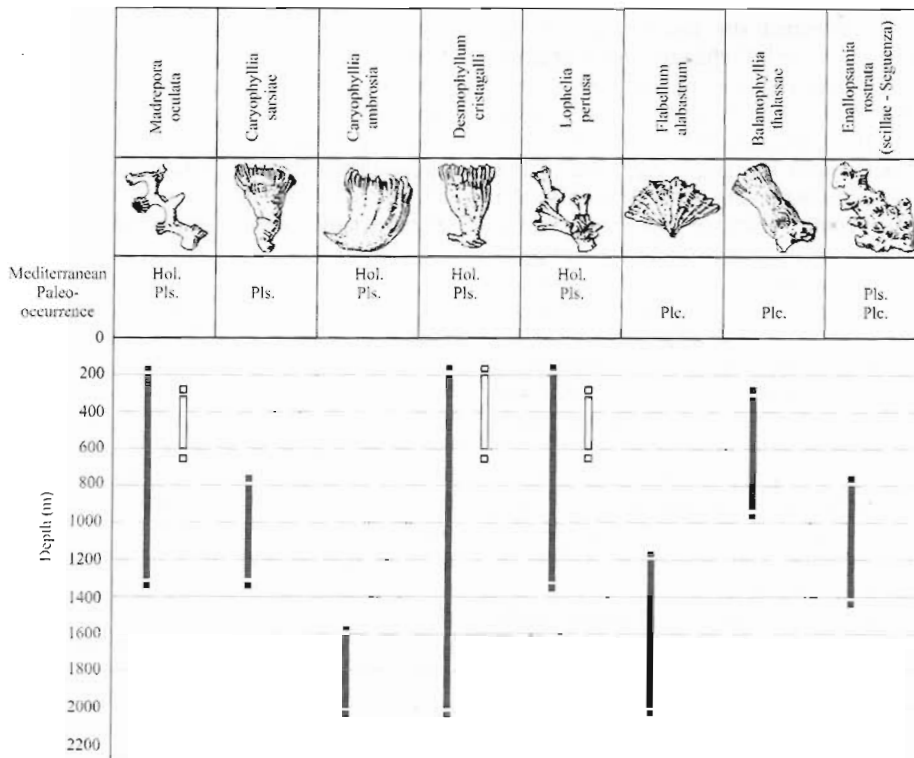 Madrepora
oculata
Caryophyllia
sarsiae
Caryophyllia
ambrosia
Desmophyllum
cristagalli
Lophelia
pertusa
Flabellum
alabastrum
Balanophyllia
thalassae
Enallopsamia
rostrata
(scillae - Seguenza)
Mediterranean
Paleo-
occurrence
Hol.
Pls.
Pls.
Hol.
Pls.
Hol.
Pls.
Hol.
Pls.
Plc.
Plc.
Pls.
Plc.
Depth (m)
0
200
400
600
800
1000
1200
1400
1600
1800
2000
2200